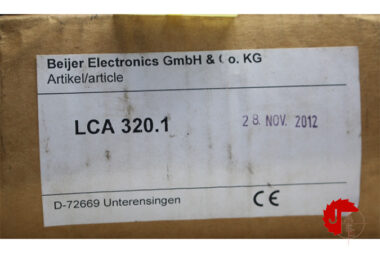 Beijer Electronics GmbH & Co. KG
Artikel/article
LCA 320.1
28. NOV. 2012
D-72669 Unterensingen
CE